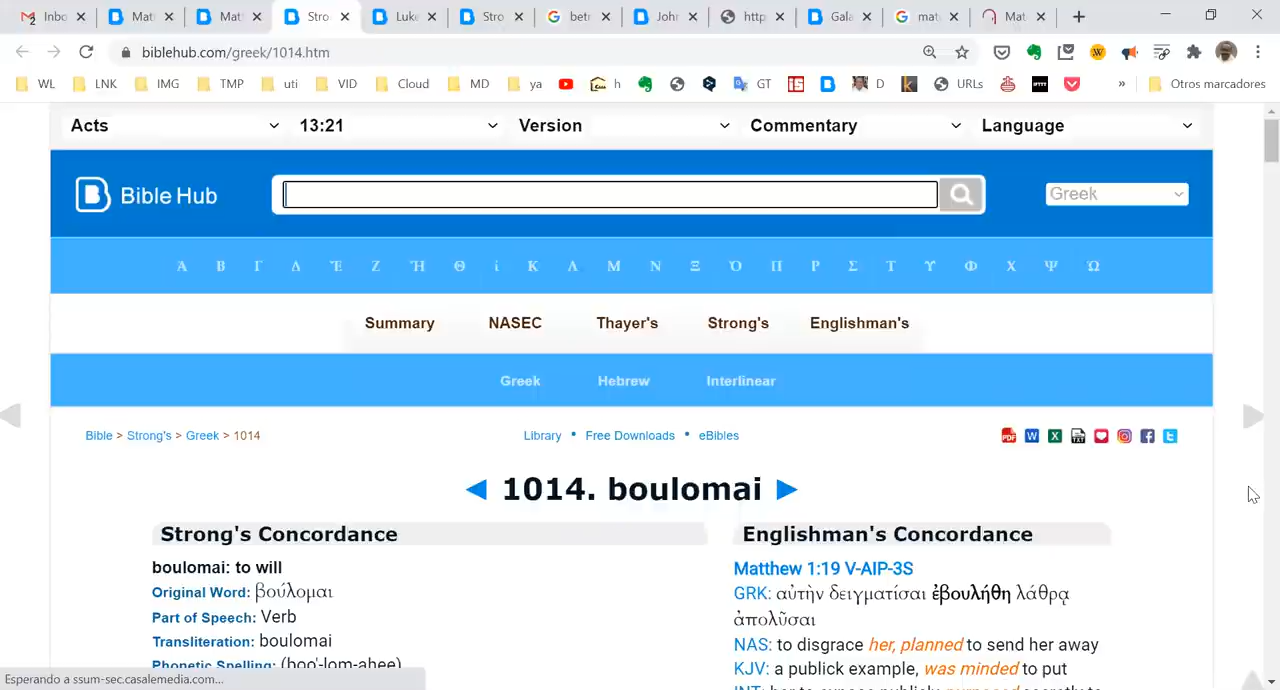 Inbo
Mat
Mat
Stro
Luke
Stro
betr
John
http
Gala
mat
Mat
biblehub.com/greek/1014.htm
WL LNK IMG TMP uti VID Cloud MD ya h GT D URLs » Otros marcadores
Acts 13:21 Version Commentary Language
Bible Hub Greek
Ἀ Β Γ Δ Ἐ Ζ Ἡ Θ ἰ Κ Λ Μ Ν Ξ Ὀ Π Ρ Σ Τ Υ Φ Χ Ψ Ὠ
Summary NASEC Thayer's Strong's Englishman's
Greek Hebrew Interlinear
Bible > Strong's > Greek > 1014 Library • Free Downloads • eBibles
◄ 1014. boulomai ►
Strong's Concordance
boulomai: to will
Original Word: βούλομαι
Part of Speech: Verb
Transliteration: boulomai
Phonetic Spelling: (boo'-lom-ahee)
Englishman's Concordance
Matthew 1:19 V-AIP-3S
GRK: αὐτὴν δειγματίσαι ἐβουλήθη λάθρᾳ
ἀπολῦσαι
NAS: to disgrace her, planned to send her away
KJV: a publick example, was minded to put
Esperando a ssum-sec.casalemedia.com...